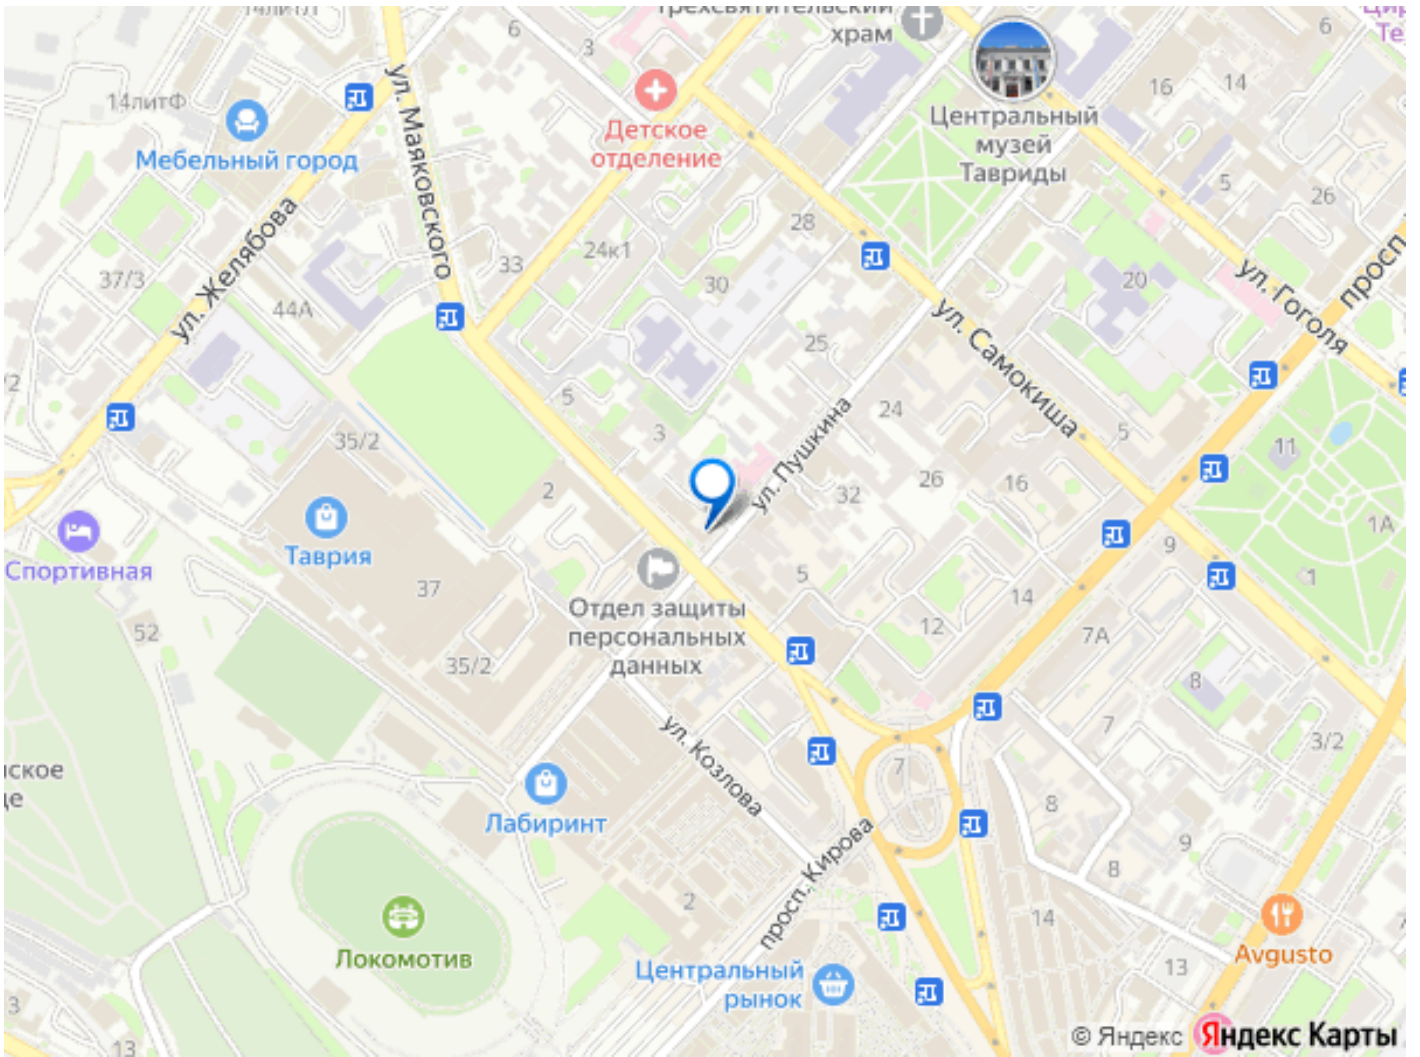 14литП
6
3
Трёхсвятительский
храм
6
14
16
14литФ
ул. Маяковского
Мебельный город
Детское
отделение
Центральный
музей
Тавриды
5
26
28
24к1
33
30
37/3
44А
ул. Желябова
20
ул. Гоголя
просп.
ул. Самокиша
25
24
5
3
5
11
35/2
2
ул. Пушкина
26
16
32
1А
9
Таврия
Спортивная
37
Отдел защиты
персональных
данных
5
14
1
12
7А
52
35/2
8
7
3/2
ул. Козлова
7
8
Лабиринт
просп. Кирова
9
8
2
14
Локомотив
Центральный
рынок
Avgusto
13
3
13
© Яндекс Яндекс Карты